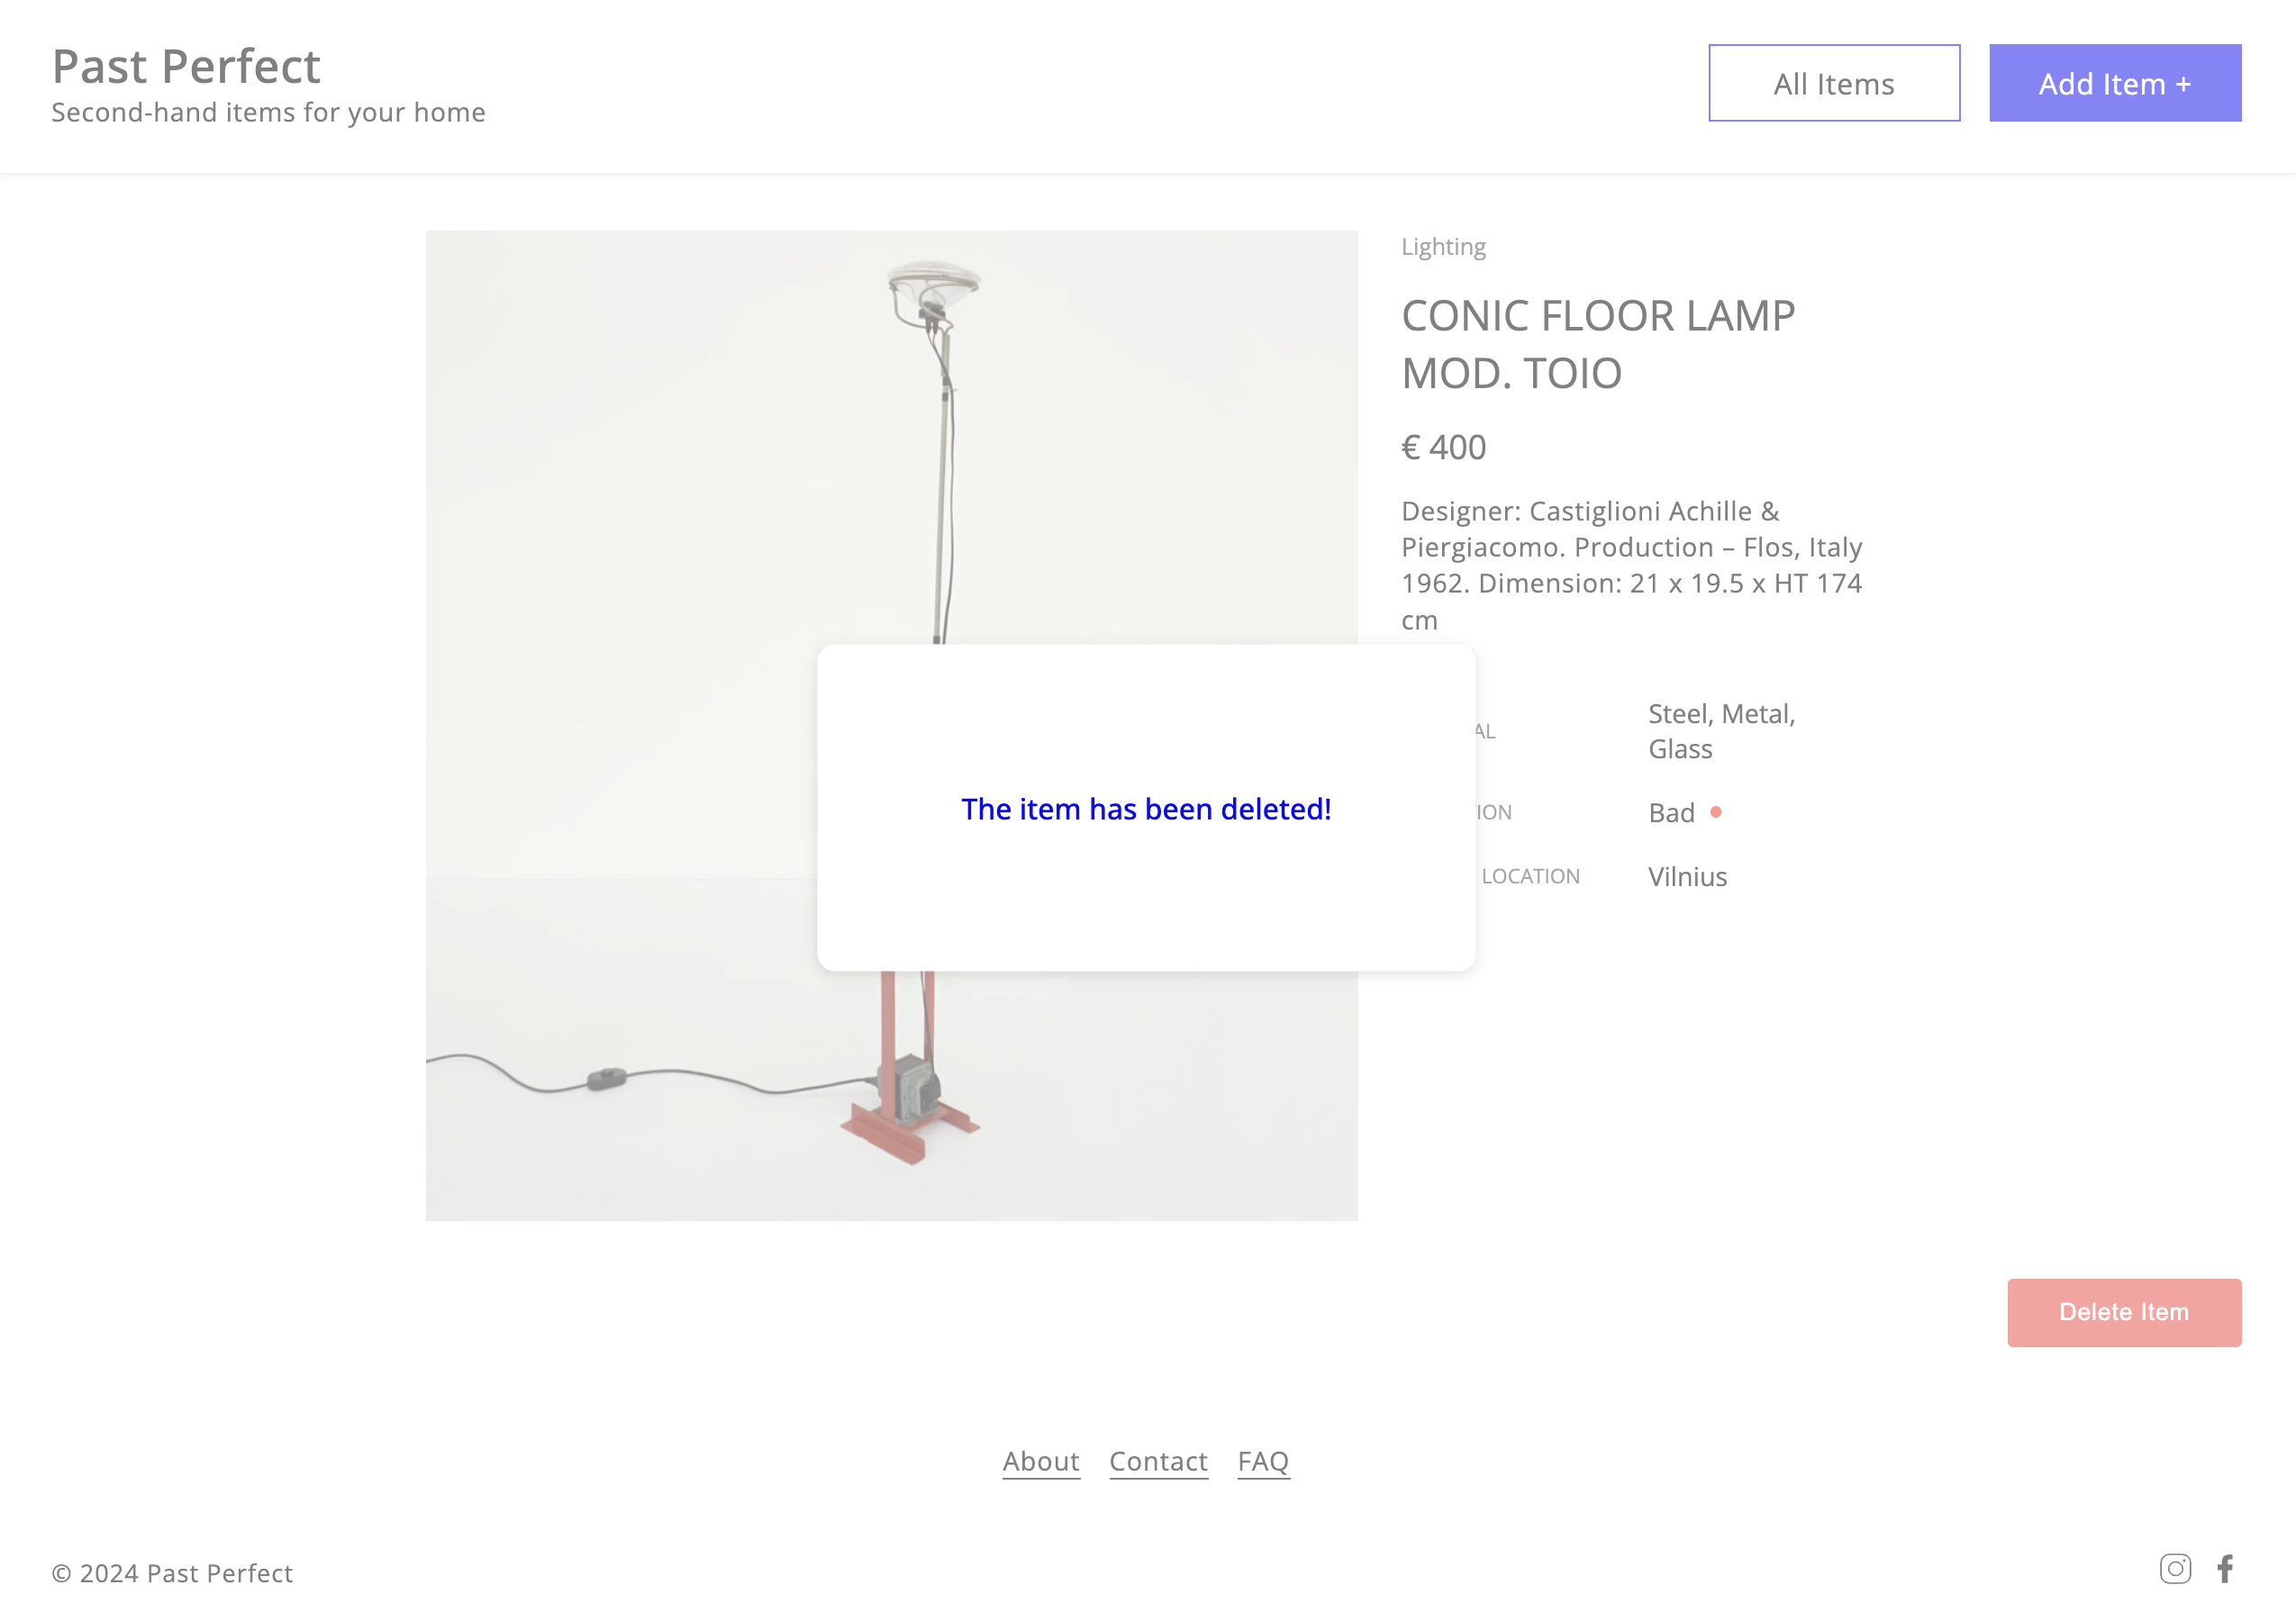 Past Perfect
Second-hand items for your home
All Items
Add Item +
Lighting
CONIC FLOOR LAMP
MOD. TOIO
€ 400
Designer: Castiglioni Achille &
Piergiacomo. Production – Flos, Italy
1962. Dimension: 21 x 19.5 x HT 174
cm
Steel, Metal,
Glass
Bad
LOCATION
Vilnius
The item has been deleted!
Delete Item
About
Contact
FAQ
© 2024 Past Perfect